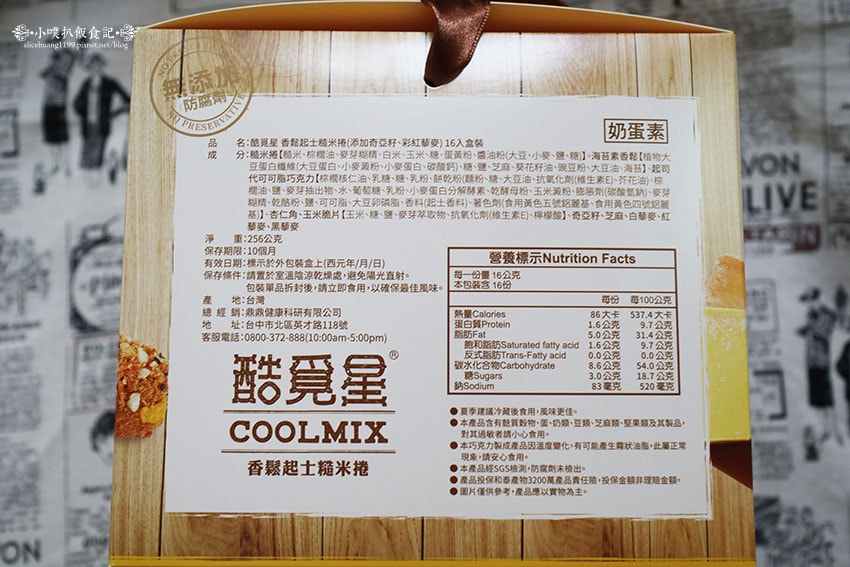 小噗扒飯食記
alicehuang1199.pixnet.net/blog
無添加
防腐劑
NO PRESERVATIVE
奶蛋素
品　名:酷覓星 香鬆起士糙米捲(添加奇亞籽、彩紅藜麥) 16入盒裝
成　分:糙米捲【糙米、棕櫚油、麥芽糊精、白米、玉米、糖、蛋黃粉、醬油粉(大豆、小麥、鹽、糖)】、海苔素香鬆【植物大
豆蛋白纖維(大豆蛋白、小麥澱粉、小麥蛋白、碳酸鈣)、糖、鹽、芝麻、葵花籽油、豌豆粉、大豆油、海苔】、起司
代可可脂巧克力【棕櫚核仁油、乳糖、糖、乳粉、餅乾粉(麵粉、糖、大豆油、抗氧化劑(維生素E)、芥花油)、棕
櫚油、鹽、麥芽抽出物、水、葡萄糖、乳粉、小麥蛋白分解酵素、乾酵母粉、玉米澱粉、膨脹劑(碳酸氫鈉)、麥芽
糊精、乾酪粉、鹽、可可脂、大豆卵磷脂、香料(起士香料)、著色劑(食用黃色五號鋁麗基、食用黃色四號鋁麗
基)】、杏仁角、玉米脆片【玉米、糖、鹽、麥芽萃取物、抗氧化劑(維生素E)、檸檬酸】、奇亞籽、芝麻、白藜麥、紅
藜麥、黑藜麥
淨　重:256公克
保存期限:10個月
有效日期:標示於外包裝盒上(西元年/月/日)
保存條件:請置於室溫陰涼乾燥處，避免陽光直射。
包裝單品拆封後，請立即食用，以確保最佳風味。
產　地:台灣
總 經 銷:鼎鼎健康科研有限公司
地　址:台中市北區英才路118號
客服電話:0800-372-888(10:00am-5:00pm)
酷覓星®
COOLMIX
香鬆起士糙米捲
營養標示Nutrition Facts
每一份量 16公克
本包裝含 16份
每份 每100公克
熱量Calories 86 大卡 537.4 大卡
蛋白質Protein 1.6 公克 9.7 公克
脂肪Fat 5.0 公克 31.4 公克
飽和脂肪Saturated fatty acid 1.6 公克 9.7 公克
反式脂肪Trans-Fatty acid 0.0 公克 0.0 公克
碳水化合物Carbohydrate 8.6 公克 54.0 公克
糖Sugars 3.0 公克 18.7 公克
鈉Sodium 83 毫克 520 毫克
●夏季建議冷藏後食用，風味更佳。
●本產品含有麩質穀物、蛋、奶類、豆類、芝麻類、堅果類及其製品，
對其過敏者請小心食用。
●本巧克力製成產品因溫度變化，有可能產生霧狀油脂，此屬正常
現象，請安心食用。
●本產品經SGS檢測，防腐劑未檢出。
●產品投保和泰產物3200萬產品責任險，投保金額非理賠金額。
●圖片僅供參考，產品應以實物為主。
VON
LIVE
VON